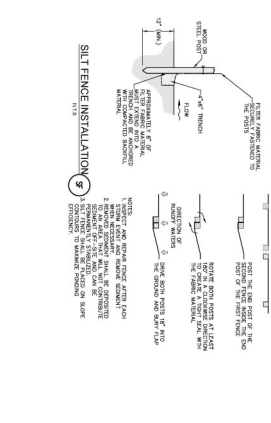 FILTER FABRIC MATERIAL
SECURELY FASTENED TO
THE POSTS
WOOD OR
STEEL POST
12"
(MIN.)
FLOW
4"x6" TRENCH
APPROXIMATELY 8" OF
FILTER FABRIC MATERIAL
MUST EXTEND INTO A
TRENCH AND BE ANCHORED
WITH COMPACTED BACKFILL
MATERIAL
POST THE END POST OF THE
SECOND FENCE INSIDE THE END
POST OF THE FIRST FENCE
ROTATE BOTH POSTS AT LEAST
180° IN A CLOCKWISE DIRECTION
TO CREATE A TIGHT SEAL WITH
THE FABRIC MATERIAL
DIRECTION OF
RUNOFF WATERS
DRIVE BOTH POSTS 18" INTO
THE GROUND AND BURY FLAP
NOTES:
1. INSPECT AND REPAIR FENCE AFTER EACH
STORM EVENT AND REMOVE SEDIMENT
WHEN NECESSARY.
2. REMOVED SEDIMENT SHALL BE DEPOSITED
TO AN AREA THAT WILL NOT CONTRIBUTE
SEDIMENT OFF-SITE AND CAN BE
PERMANENTLY STABILIZED.
3. SILT FENCE SHALL BE PLACED ON SLOPE
CONTOURS TO MAXIMIZE PONDING
EFFICIENCY.
SILT FENCE INSTALLATION
SF
N.T.S.